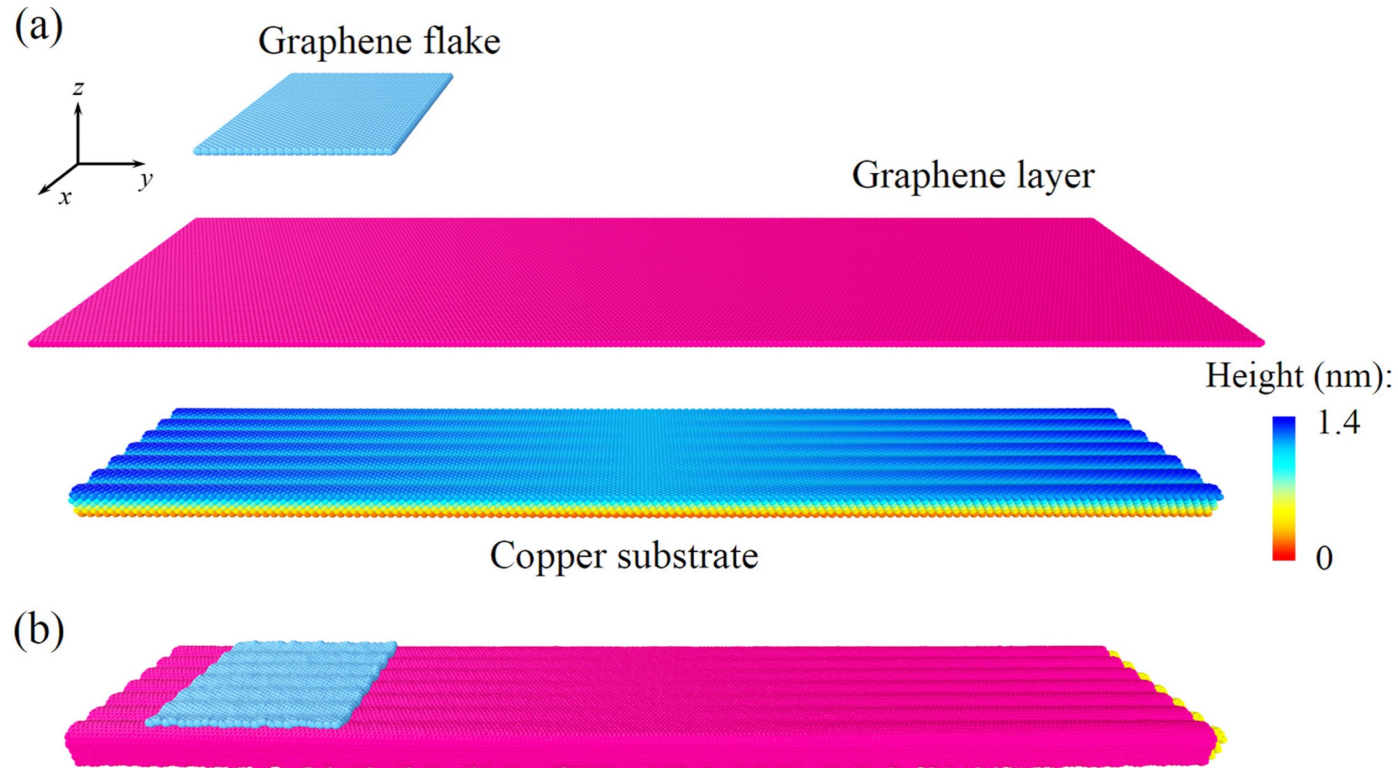 (a)
Graphene flake
z
y
x
Graphene layer
Height (nm):
1.4
0
Copper substrate
(b)